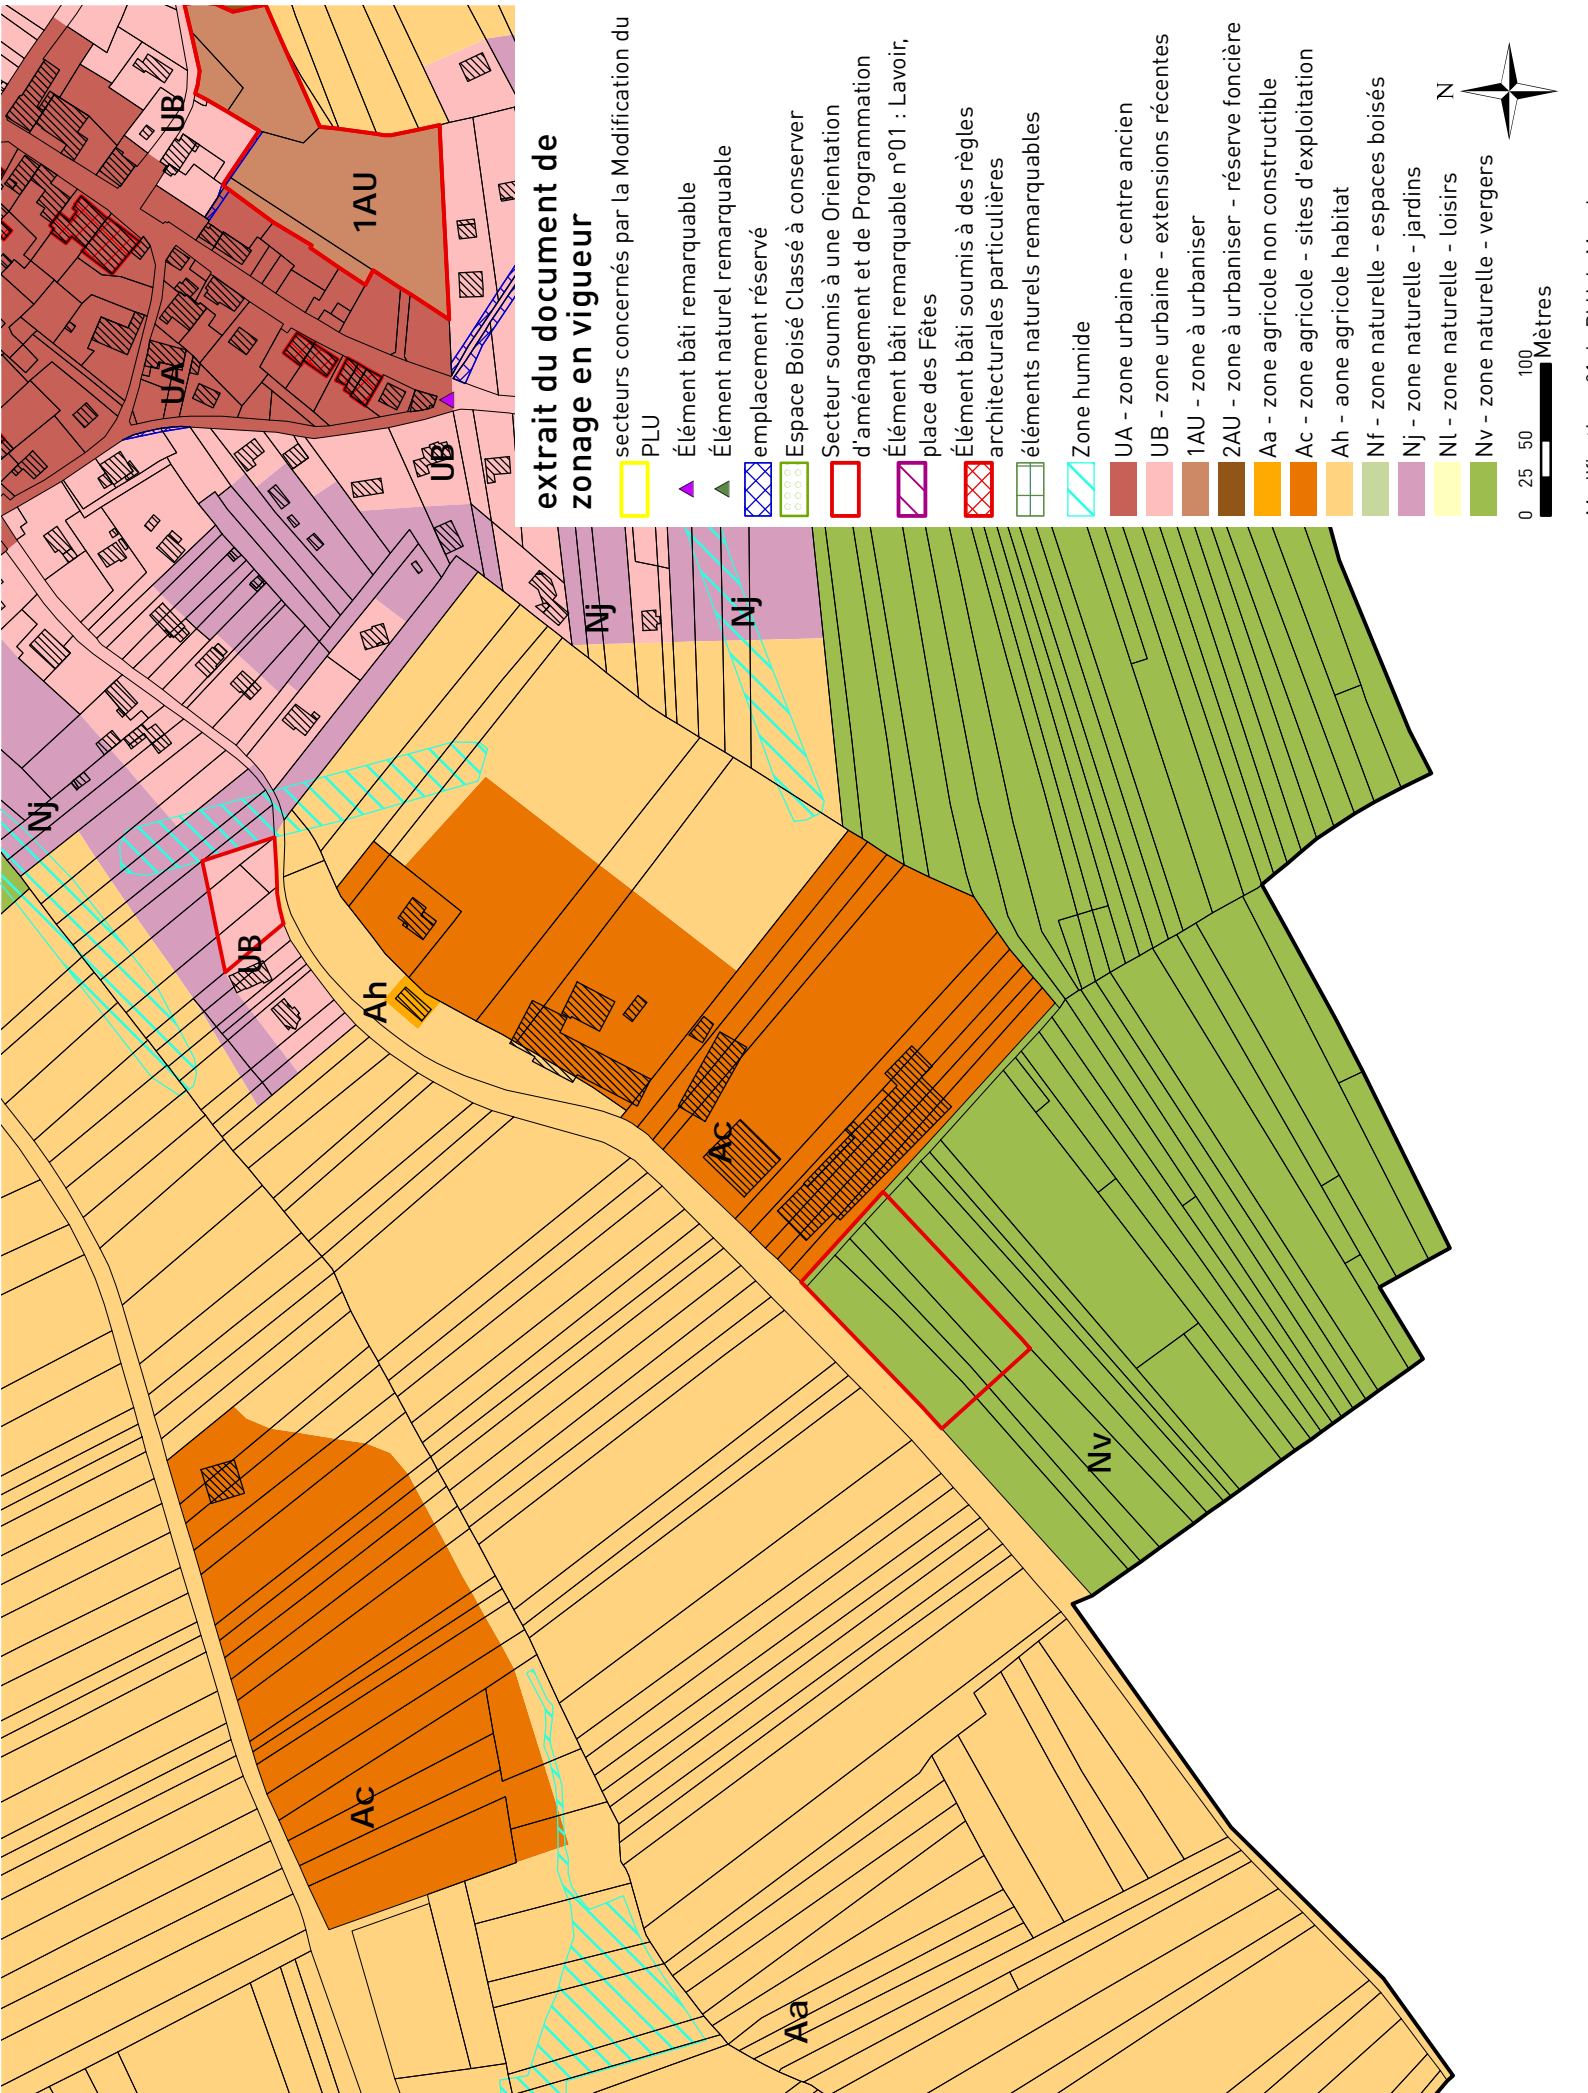 extrait du document de
zonage en vigueur
secteurs concernés par la Modification du
PLU
Élément bâti remarquable
Élément naturel remarquable
emplacement réservé
Espace Boisé Classé à conserver
Secteur soumis à une Orientation
d'aménagement et de Programmation
Elément bâti remarquable n°01 : Lavoir,
place des Fêtes
Élément bâti soumis à des règles
architecturales particulières
éléments naturels remarquables
Zone humide
UA - zone urbaine - centre ancien
UB - zone urbaine - extensions récentes
1AU - zone à urbaniser
2AU - zone à urbaniser - réserve foncière
Aa - zone agricole non constructible
Ac - zone agricole - sites d'exploitation
Ah - aone agricole habitat
Nf - zone naturelle - espaces boisés
Nj - zone naturelle - jardins
Nl - zone naturelle - loisirs
Nv - zone naturelle - vergers
0 25 50 100
Mètres
N
UB
1AU
UA
UB
Nj
Nj
Nj
UB
Ah
Ac
Nv
Ac
Aa